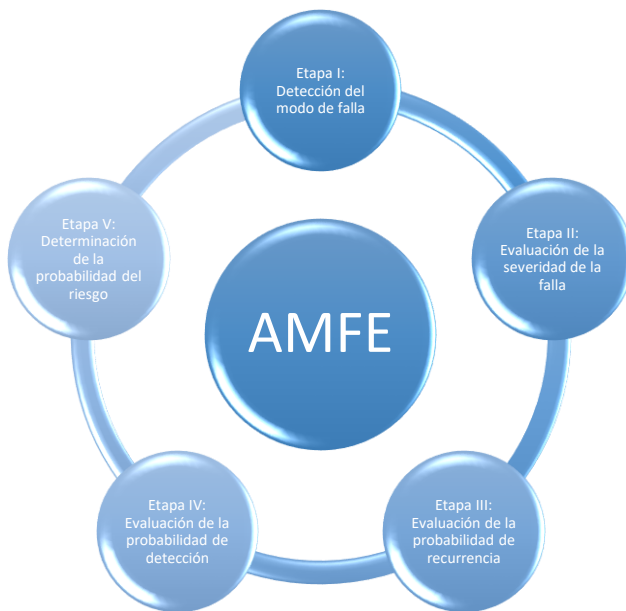 Etapa I:
Detección del
modo de falla
Etapa II:
Evaluación de la
severidad de la
falla
Etapa III:
Evaluación de la
probabilidad de
recurrencia
Etapa IV:
Evaluación de la
probabilidad de
detección
Etapa V:
Determinación
de la
probabilidad del
riesgo
AMFE